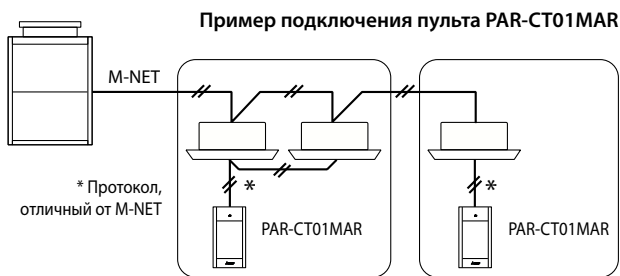 Пример подключения пульта PAR-CT01MAR
M-NET
*
*
* Протокол,
отличный от M-NET
PAR-CT01MAR
PAR-CT01MAR